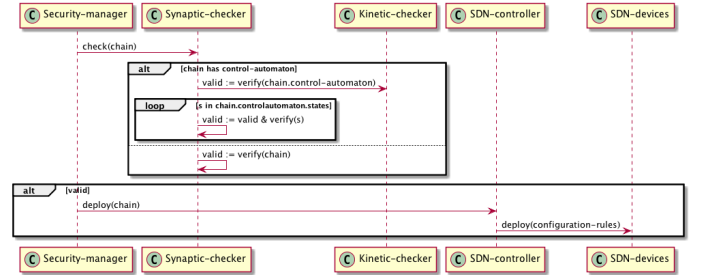 C Security-manager C Synaptic-checker C Kinetic-checker C SDN-controller C SDN-devices
check(chain)
alt [chain has control-automaton]
valid := verify(chain.control-automaton)
loop [s in chain.controlautomaton.states]
valid := valid & verify(s)
valid := verify(chain)
alt [valid]
deploy(chain)
deploy(configuration-rules)
C Security-manager C Synaptic-checker C Kinetic-checker C SDN-controller C SDN-devices